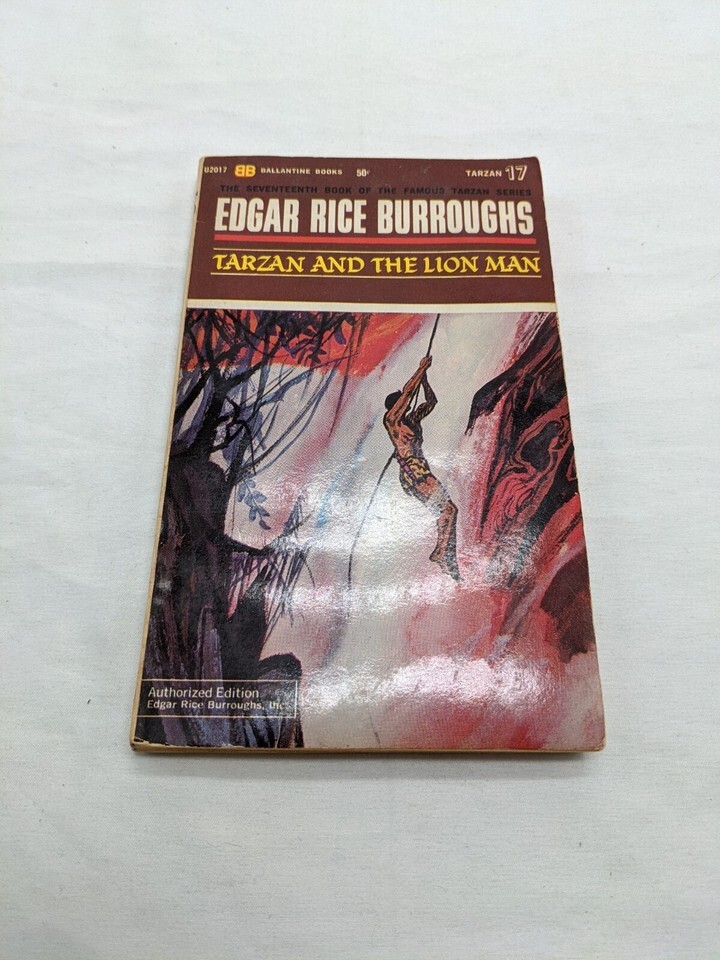 U2017 BB BALLANTINE BOOKS 50¢ TARZAN 17
THE SEVENTEENTH BOOK OF THE FAMOUS TARZAN SERIES
EDGAR RICE BURROUGHS
TARZAN AND THE LION MAN
Authorized Edition
Edgar Rice Burroughs, Inc.